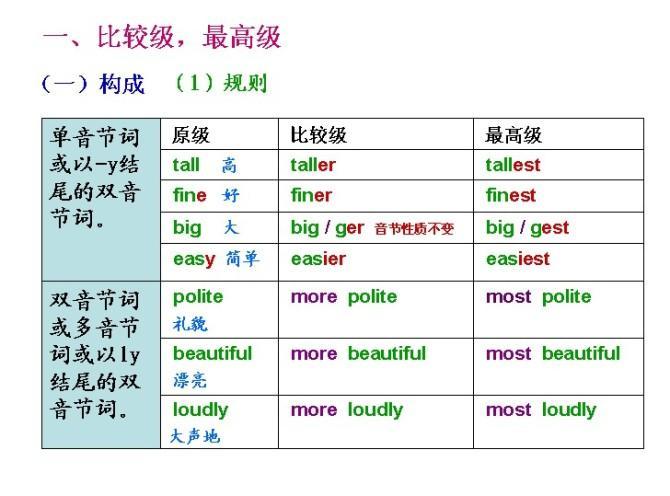 一、比较级，最高级
（一）构成 （1）规则
单音节词或以-y结尾的双音节词。
原级 比较级 最高级
tall 高 taller tallest
fine 好 finer finest
big 大 big / ger 音节性质不变 big / gest
easy 简单 easier easiest
双音节词或多音节词或以ly结尾的双音节词。
polite 礼貌 more polite most polite
beautiful 漂亮 more beautiful most beautiful
loudly 大声地 more loudly most loudly